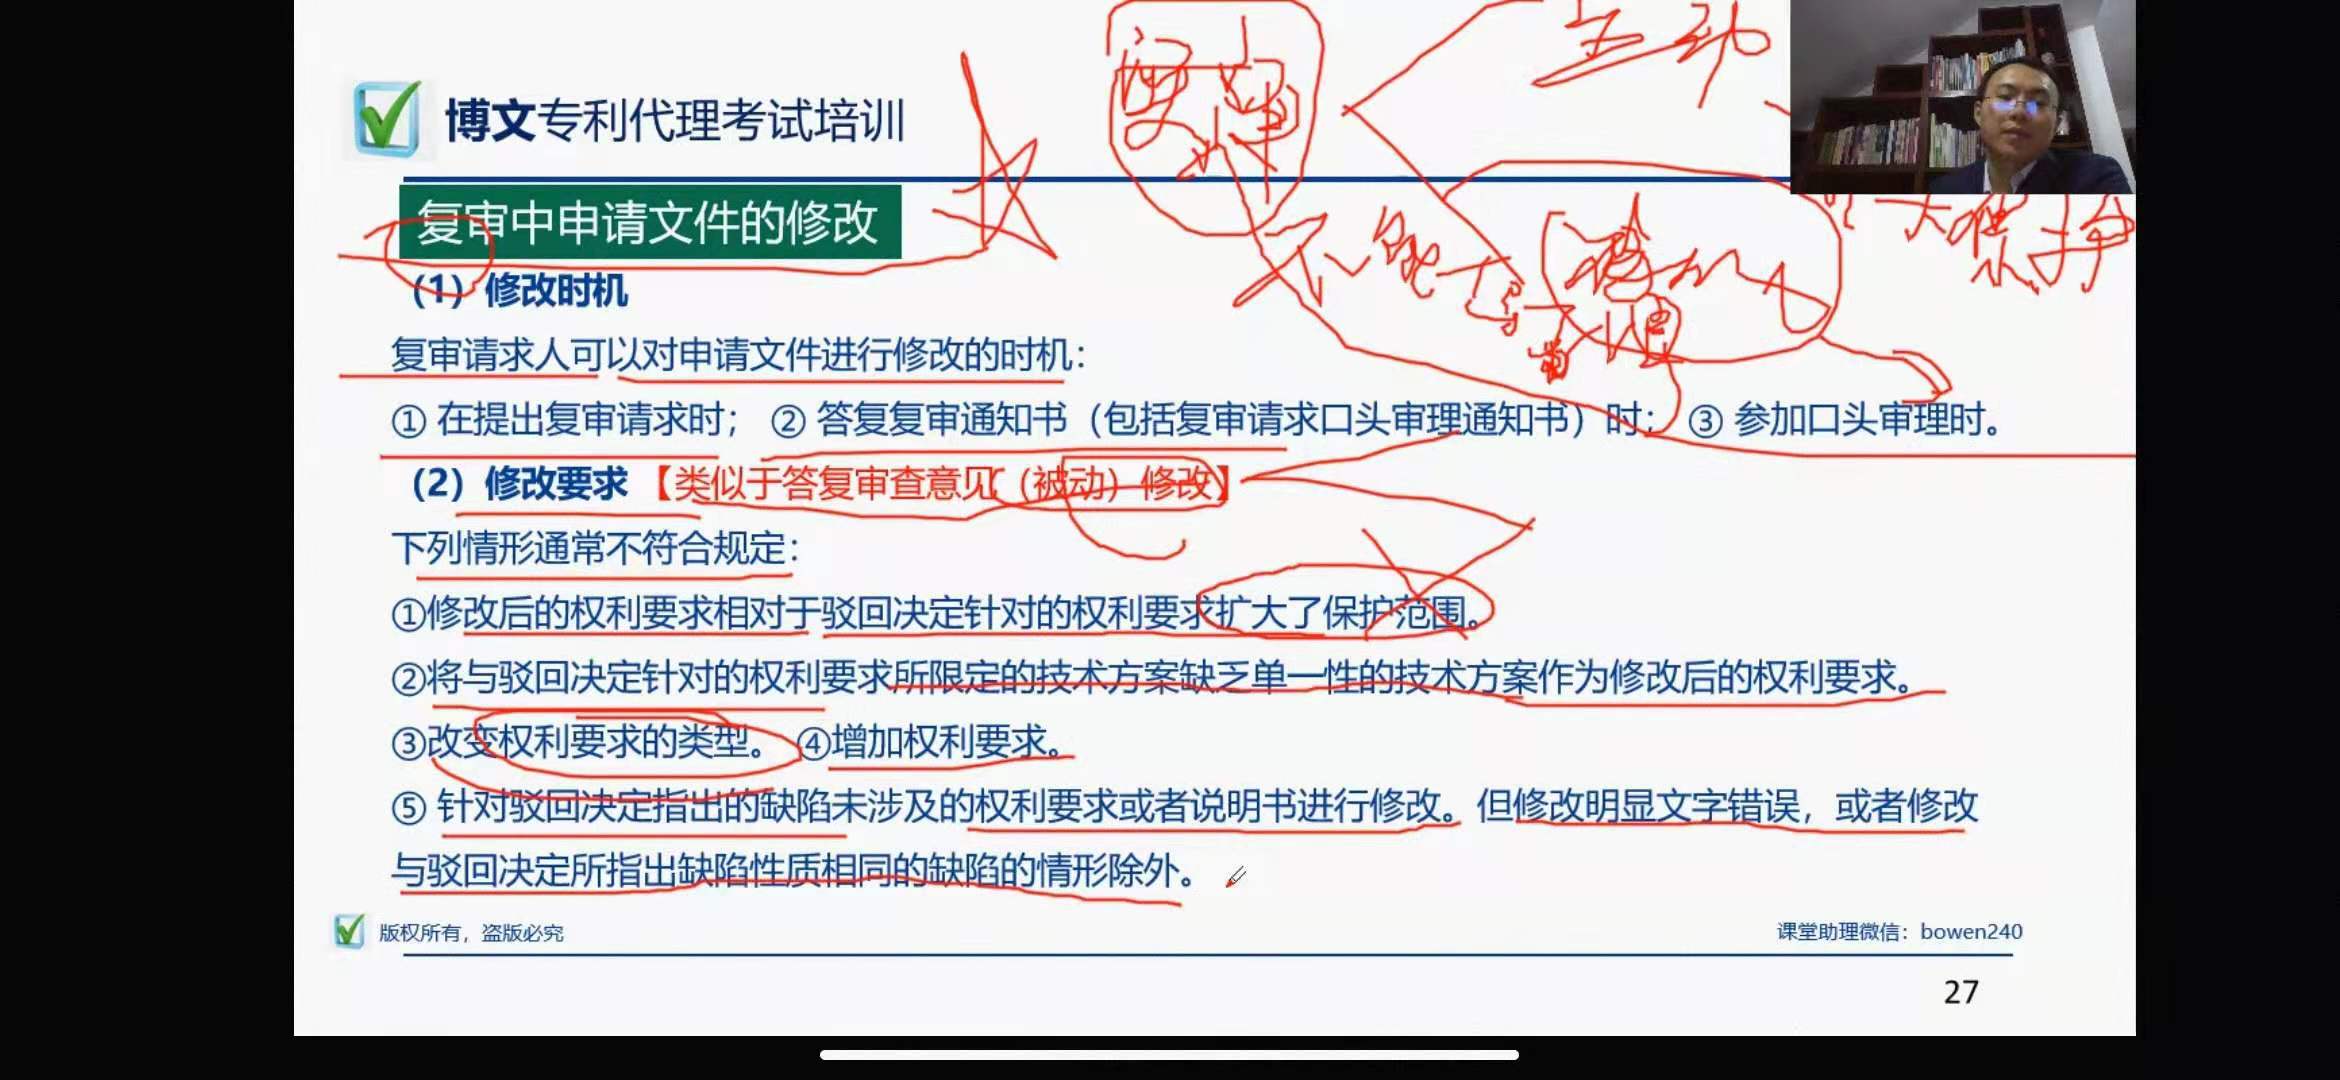 博文专利代理考试培训
复审中申请文件的修改
（1）修改时机
复审请求人可以对申请文件进行修改的时机：
① 在提出复审请求时； ② 答复复审通知书（包括复审请求口头审理通知书）时； ③ 参加口头审理时。
（2）修改要求 【类似于答复审查意见（被动）修改】
下列情形通常不符合规定：
①修改后的权利要求相对于驳回决定针对的权利要求扩大了保护范围。
②将与驳回决定针对的权利要求所限定的技术方案缺乏单一性的技术方案作为修改后的权利要求。
③改变权利要求的类型。 ④增加权利要求。
⑤ 针对驳回决定指出的缺陷未涉及的权利要求或者说明书进行修改。但修改明显文字错误，或者修改
与驳回决定所指出缺陷性质相同的缺陷的情形除外。
版权所有，盗版必究
课堂助理微信：bowen240
27